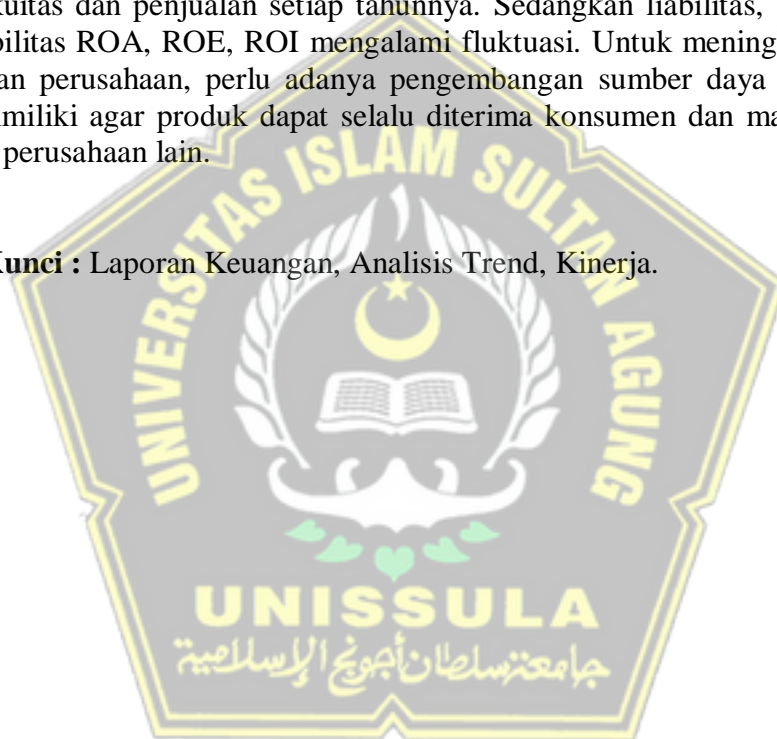 kuitas dan penjualan setiap tahunnya. Sedangkan liabilitas,
bilitas ROA, ROE, ROI mengalami fluktuasi. Untuk mening
an perusahaan, perlu adanya pengembangan sumber daya
miliki agar produk dapat selalu diterima konsumen dan ma
perusahaan lain.
Kunci : Laporan Keuangan, Analisis Trend, Kinerja.
UNIVERSITAS ISLAM SULTAN AGUNG
UNISSULA
جامعة سلطان أجونج الإسلامية